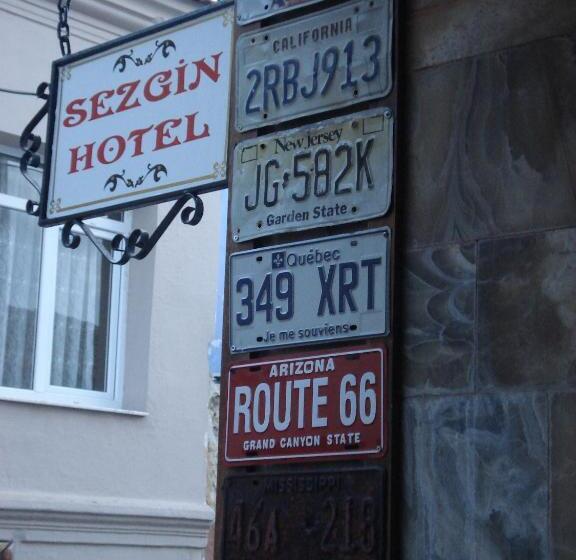 SEZGİN
HOTEL
CALIFORNIA
2RBJ913
New Jersey
JG·582K
Garden State
Québec
349 XRT
Je me souviens
ARIZONA
ROUTE 66
GRAND CANYON STATE
MISSISSIPPI
46A